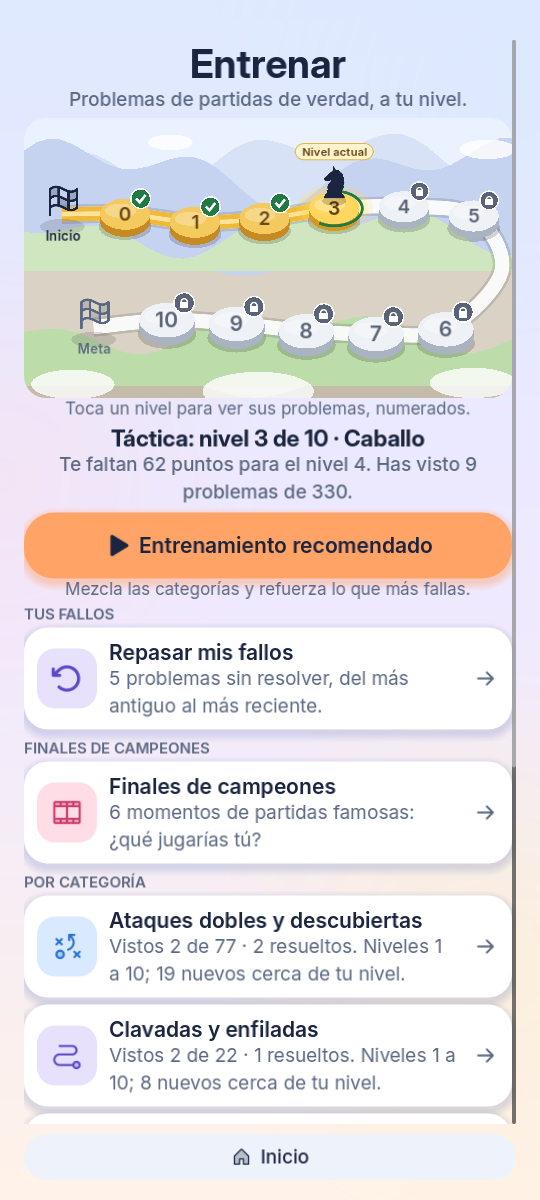 Entrenar
Problemas de partidas de verdad, a tu nivel.
Nivel actual
0
1
2
3
4
5
Inicio
10
9
8
7
6
Meta
Toca un nivel para ver sus problemas, numerados.
Táctica: nivel 3 de 10 · Caballo
Te faltan 62 puntos para el nivel 4. Has visto 9
problemas de 330.
Entrenamiento recomendado
Mezcla las categorías y refuerza lo que más fallas.
TUS FALLOS
Repasar mis fallos
5 problemas sin resolver, del más
antiguo al más reciente.
FINALES DE CAMPEONES
Finales de campeones
6 momentos de partidas famosas:
¿qué jugarías tú?
POR CATEGORÍA
Ataques dobles y descubiertas
Vistos 2 de 77 · 2 resueltos. Niveles 1
a 10; 19 nuevos cerca de tu nivel.
Clavadas y enfiladas
Vistos 2 de 22 · 1 resueltos. Niveles 1 a
10; 8 nuevos cerca de tu nivel.
Inicio